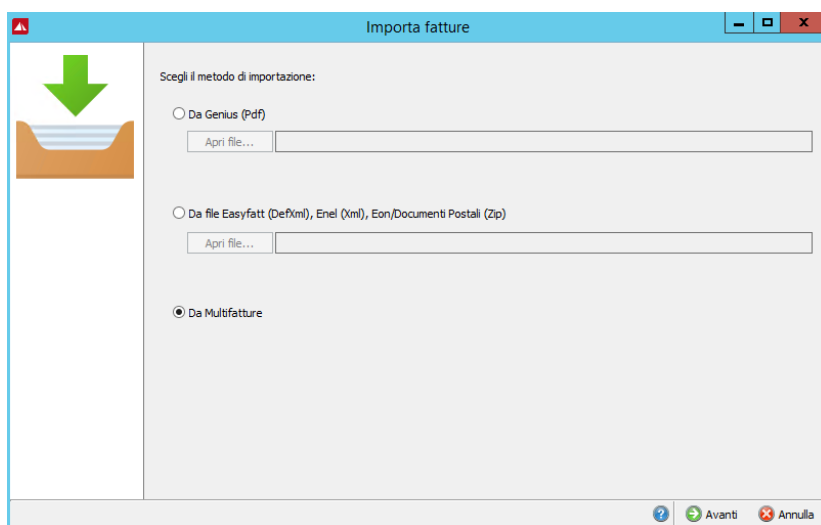 Importa fatture
Scegli il metodo di importazione:
Da Genius (Pdf)
Apri file...
Da file Easyfatt (DefXml), Enel (Xml), Eon/Documenti Postali (Zip)
Apri file...
Da Multifatture
? Avanti Annulla